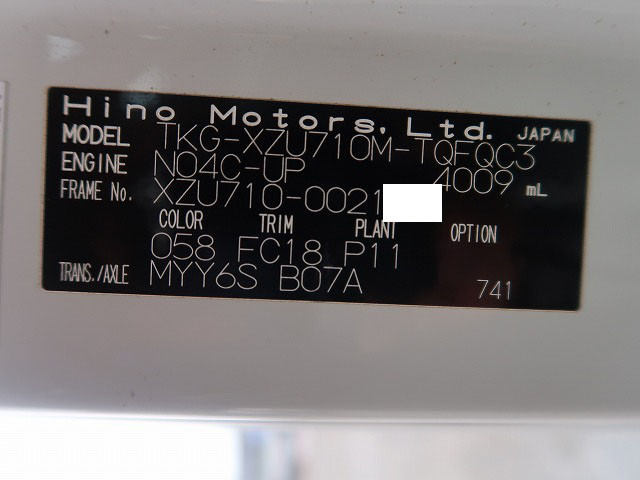 Hino Motors, Ltd. JAPAN
MODEL TKG-XZU710M-TQFQC3
ENGINE N04C-UP 4009 mL
FRAME No. XZU710-0021
COLOR TRIM PLANT OPTION
058 FC18 P11
TRANS./AXLE MYY6S B07A 741